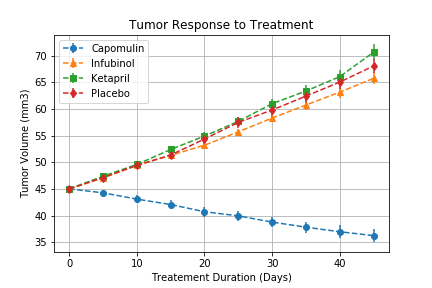 Tumor Response to Treatment
Capomulin
Infubinol
Ketapril
Placebo
Tumor Volume (mm3)
70
65
60
55
50
45
40
35
0 10 20 30 40
Treatement Duration (Days)